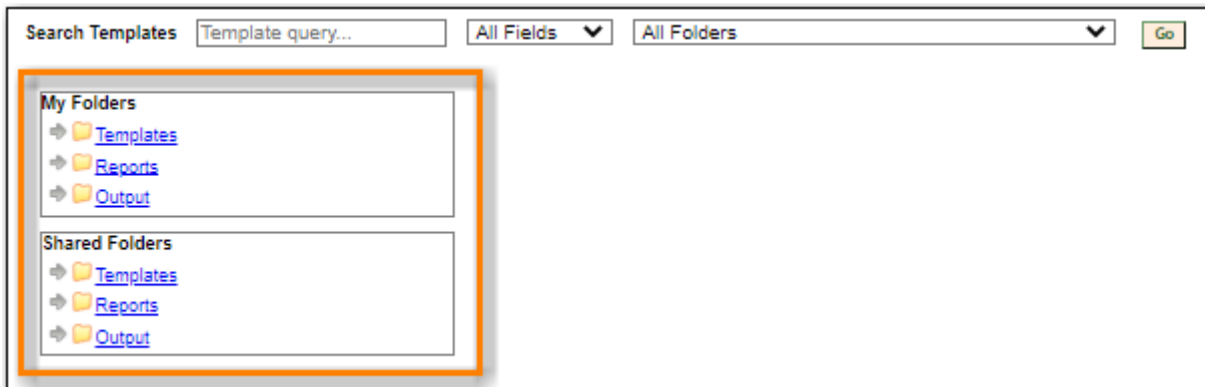 Search Templates Template query... All Fields All Folders Go
My Folders
Templates
Reports
Output
Shared Folders
Templates
Reports
Output